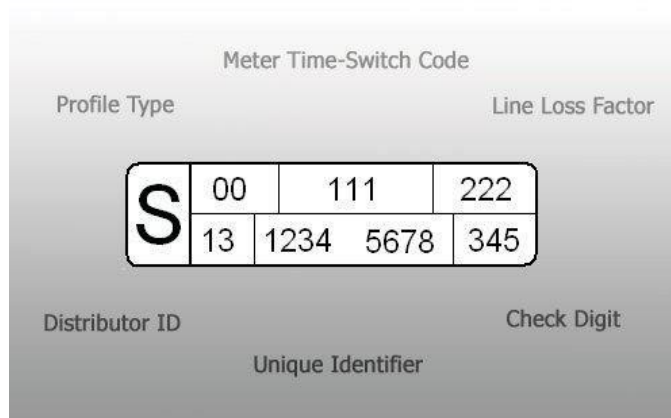 Meter Time-Switch Code
Profile Type
Line Loss Factor
S
00 111 222
13 1234 5678 345
Distributor ID
Check Digit
Unique Identifier